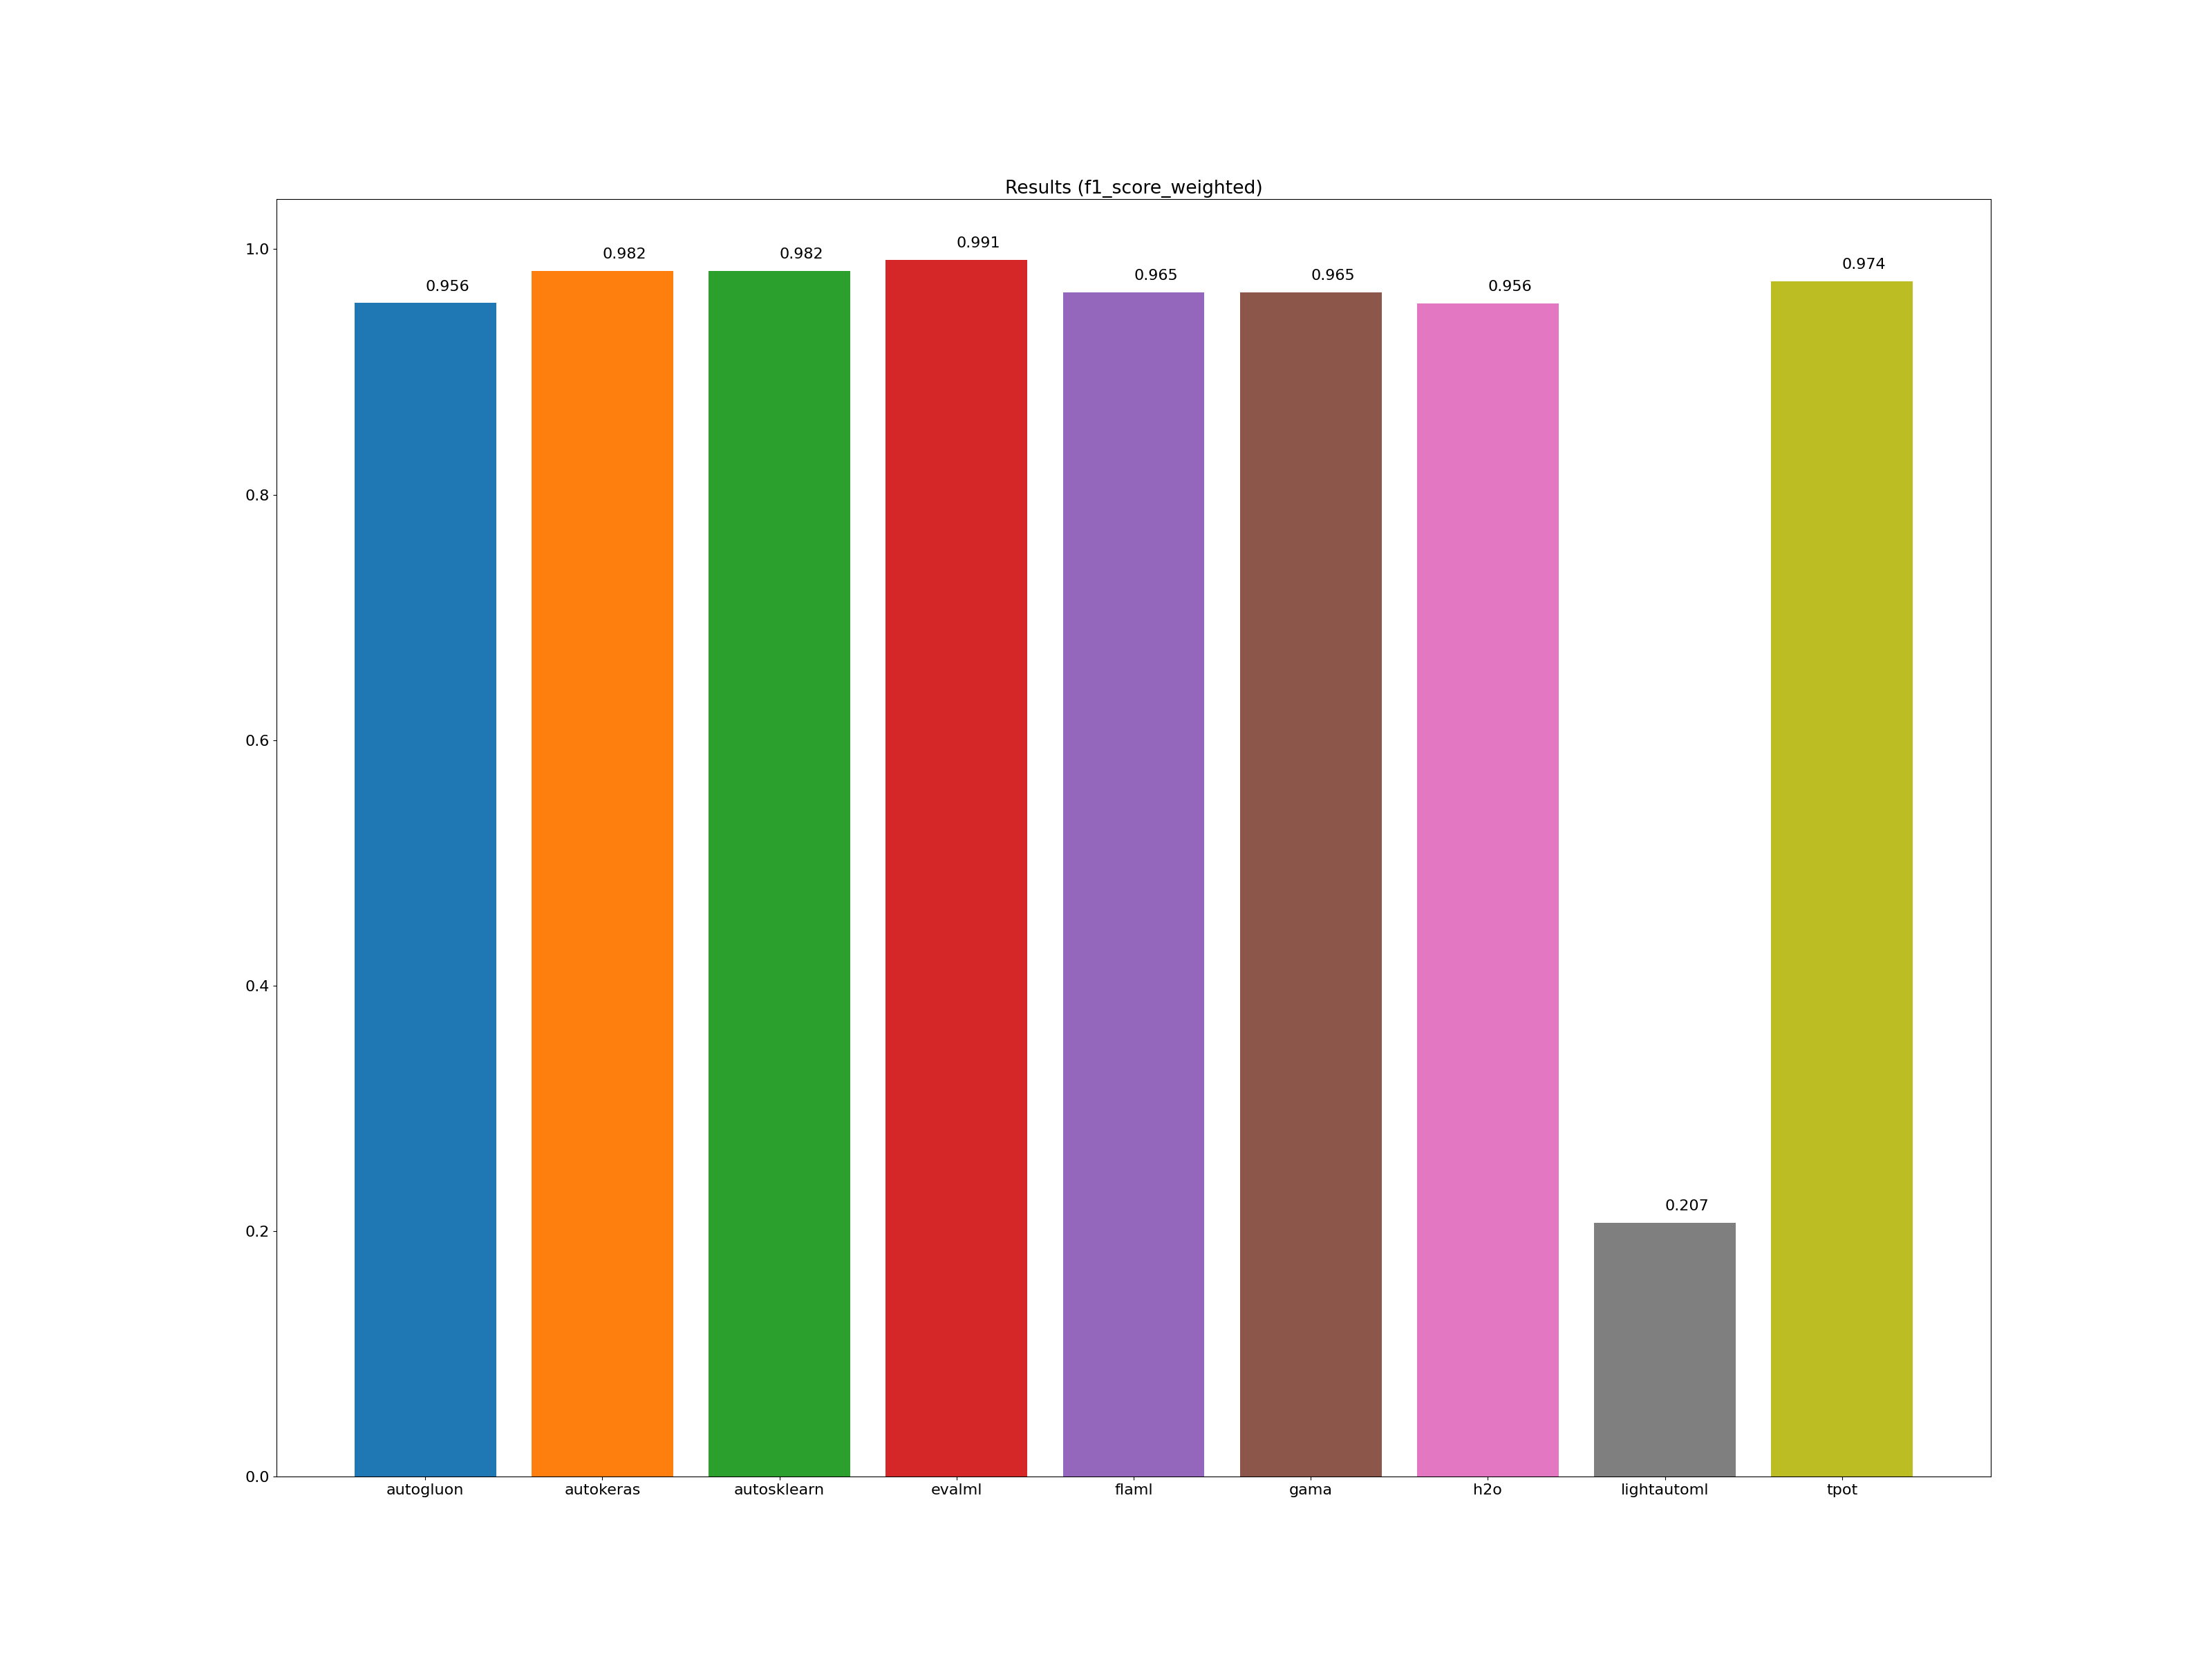 Results (f1_score_weighted)
1.0
0.8
0.6
0.4
0.2
0.0
0.956
0.982
0.982
0.991
0.965
0.965
0.956
0.207
0.974
autogluon
autokeras
autosklearn
evalml
flaml
gama
h2o
lightautoml
tpot